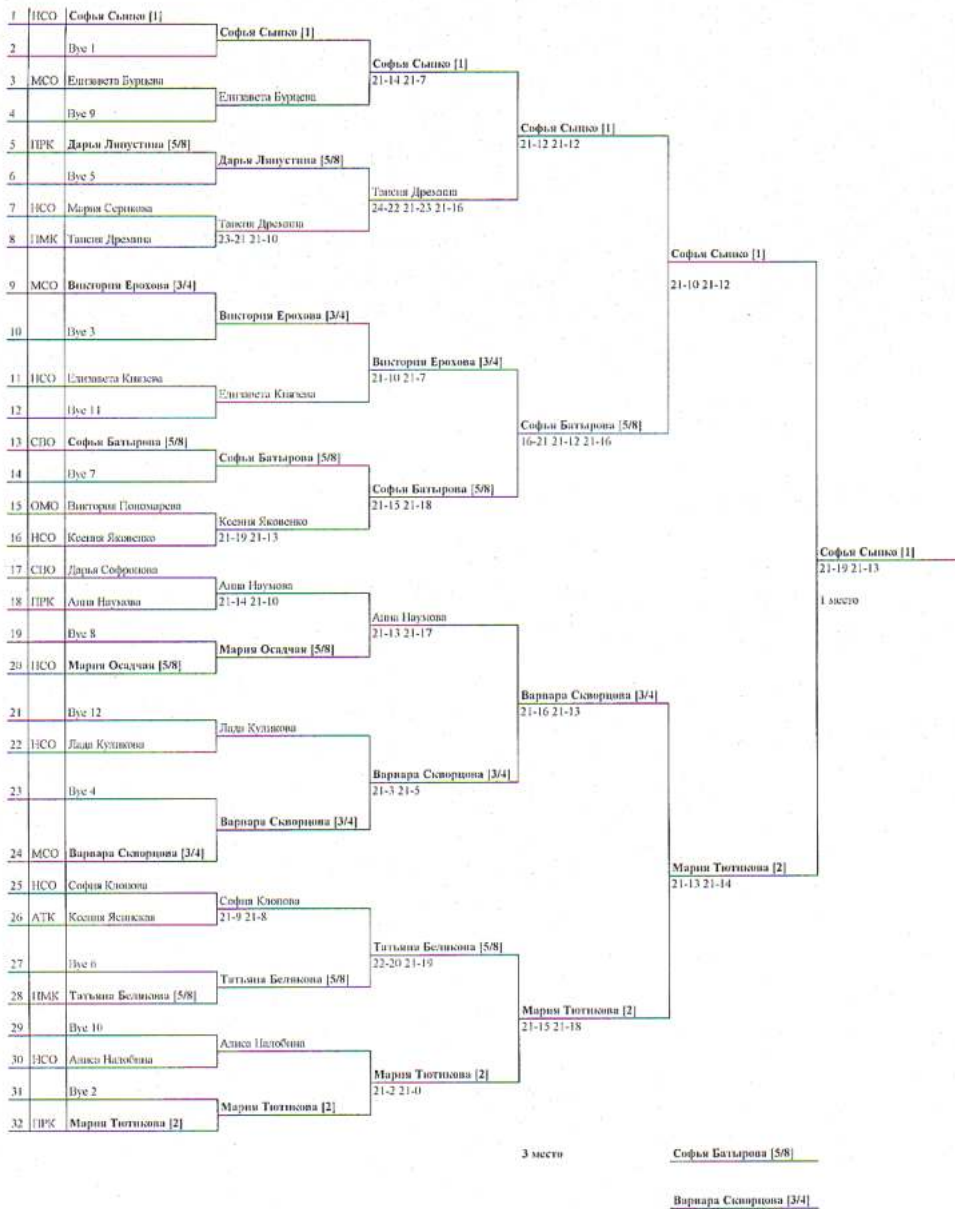 1 НСО Софья Сышко [1]
Софья Сышко [1]
2 Bye 1
Софья Сышко [1]
21-14 21-7
3 МСО Елизавета Бурцева
Елизавета Бурцева
4 Bye 9
Софья Сышко [1]
21-12 21-12
5 ПРК Дарья Липустина [5/8]
Дарья Липустина [5/8]
6 Bye 5
Таисия Дрехина
24-22 21-23 21-16
7 НСО Мария Серикова
Таисия Дрехина
23-21 21-10
8 ПМК Таисия Дрехина
Софья Сышко [1]
21-10 21-12
9 МСО Виктория Ерохова [3/4]
Виктория Ерохова [3/4]
10 Bye 3
Виктория Ерохова [3/4]
21-10 21-7
11 НСО Елизавета Князева
Елизавета Князева
12 Bye 11
Софья Батырова [5/8]
16-21 21-12 21-16
13 СПО Софья Батырова [5/8]
Софья Батырова [5/8]
14 Bye 7
Софья Батырова [5/8]
21-15 21-18
15 ОМО Виктория Пономарева
Ксения Яковенко
21-19 21-13
16 НСО Ксения Яковенко
Софья Сышко [1]
21-19 21-13
1 место
17 СПО Дарья Софронова
Анна Наумова
21-14 21-10
18 ПРК Анна Наумова
Анна Наумова
21-13 21-17
19 Bye 8
Мария Осадчая [5/8]
20 НСО Мария Осадчая [5/8]
Варвара Скворцова [3/4]
21-16 21-13
21 Bye 12
Лада Куликова
22 НСО Лада Куликова
Варвара Скворцова [3/4]
21-3 21-5
23 Bye 4
Варвара Скворцова [3/4]
24 МСО Варвара Скворцова [3/4]
Мария Тютикова [2]
21-13 21-14
25 НСО София Клопова
София Клопова
21-9 21-8
26 АТК Ксения Ясинская
Татьяна Белякова [5/8]
22-20 21-19
27 Bye 6
Татьяна Белякова [5/8]
28 ПМК Татьяна Белякова [5/8]
Мария Тютикова [2]
21-15 21-18
29 Bye 10
Алиса Налобина
30 НСО Алиса Налобина
Мария Тютикова [2]
21-2 21-0
31 Bye 2
Мария Тютикова [2]
32 ПРК Мария Тютикова [2]
3 место
Софья Батырова [5/8]
Варвара Скворцова [3/4]